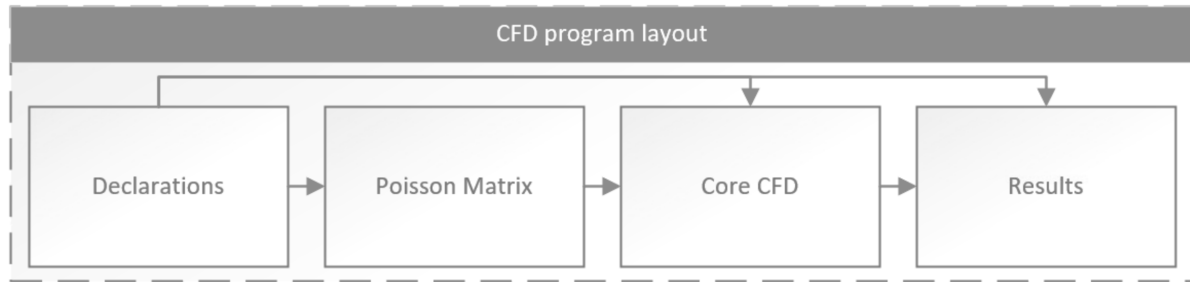 CFD program layout
Declarations
Poisson Matrix
Core CFD
Results